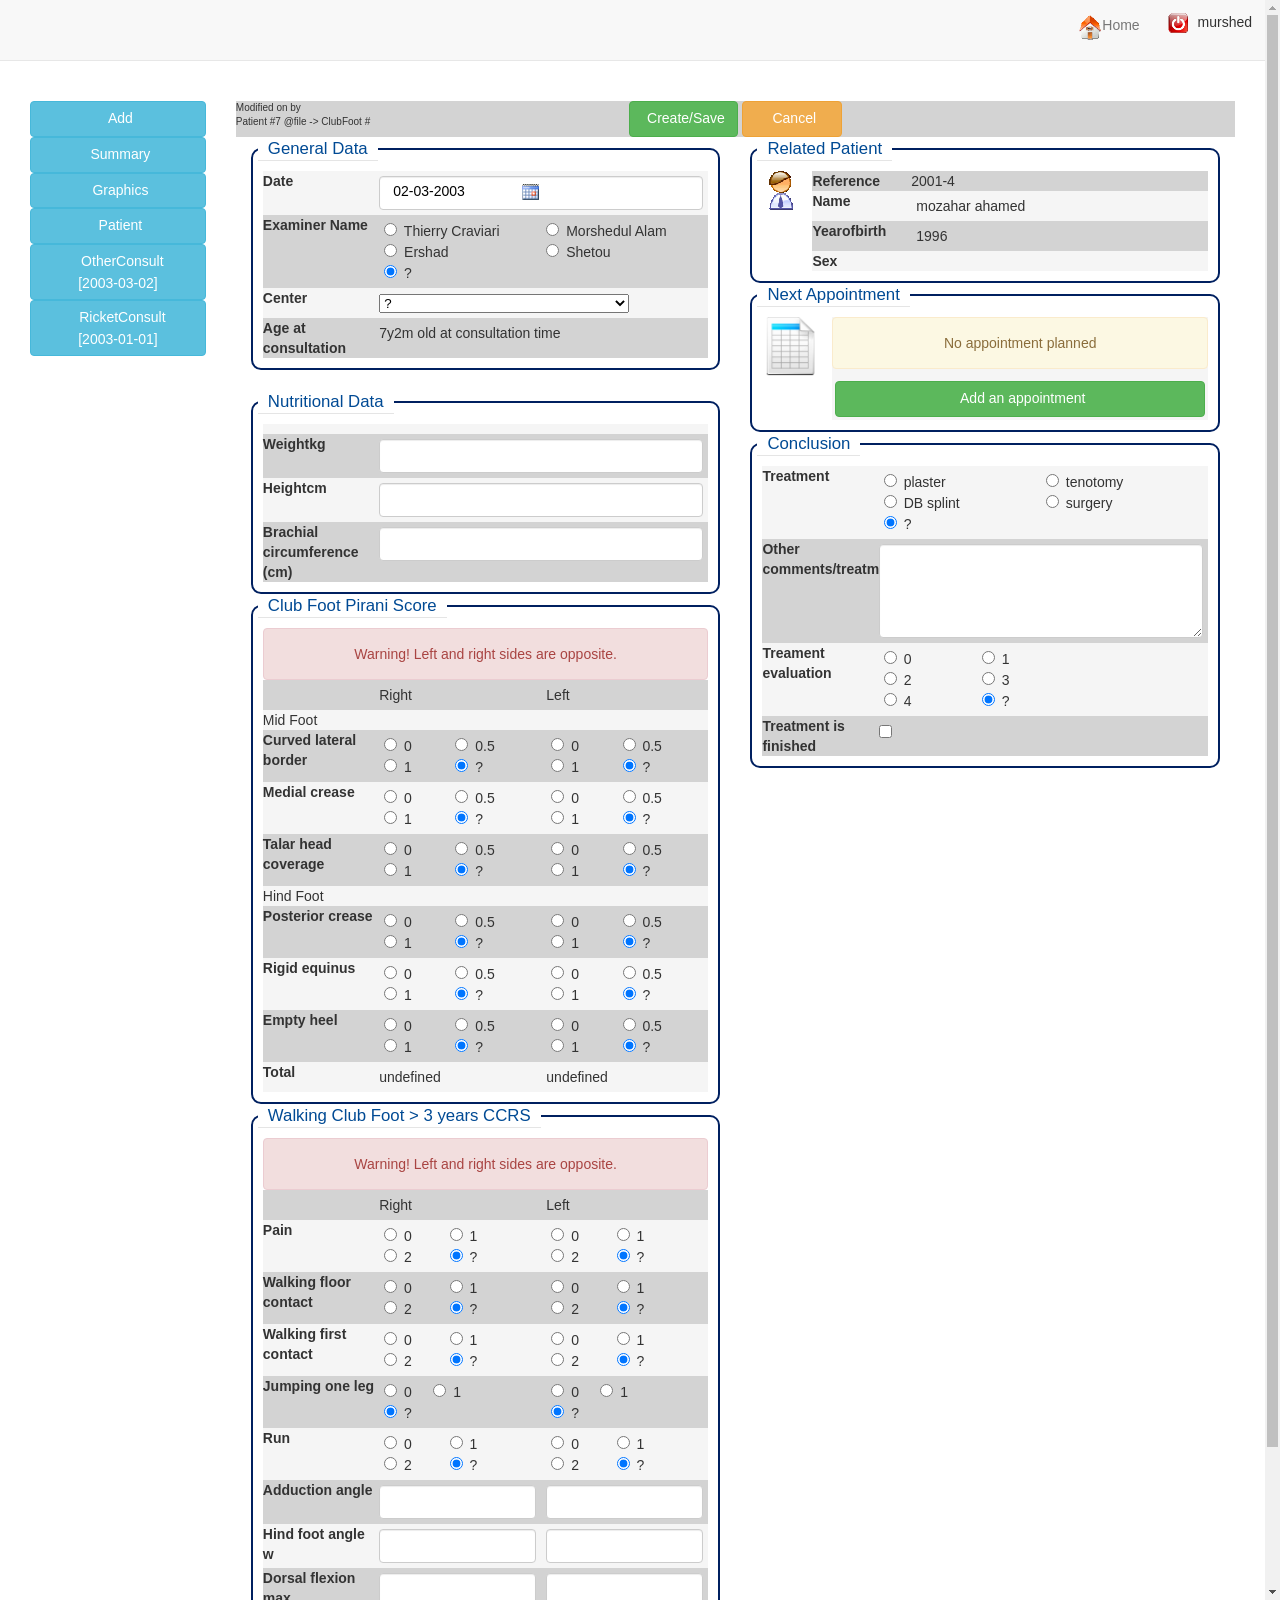 Home murshed
Add
Summary
Graphics
Patient
OtherConsult
[2003-03-02]
RicketConsult
[2003-01-01]
Modified on by
Patient #7 @file -> ClubFoot #
Create/Save Cancel
General Data
Date 02-03-2003
Examiner Name Thierry Craviari Morshedul Alam
Ershad Shetou
?
Center ?
Age at
consultation
7y2m old at consultation time
Nutritional Data
Weightkg
Heightcm
Brachial
circumference
(cm)
Club Foot Pirani Score
Warning! Left and right sides are opposite.
Right Left
Mid Foot
Curved lateral
border
0 0.5 0 0.5
1 ? 1 ?
Medial crease 0 0.5 0 0.5
1 ? 1 ?
Talar head
coverage
0 0.5 0 0.5
1 ? 1 ?
Hind Foot
Posterior crease 0 0.5 0 0.5
1 ? 1 ?
Rigid equinus 0 0.5 0 0.5
1 ? 1 ?
Empty heel 0 0.5 0 0.5
1 ? 1 ?
Total undefined undefined
Walking Club Foot > 3 years CCRS
Warning! Left and right sides are opposite.
Right Left
Pain 0 1 0 1
2 ? 2 ?
Walking floor
contact
0 1 0 1
2 ? 2 ?
Walking first
contact
0 1 0 1
2 ? 2 ?
Jumping one leg 0 1 0 1
? ?
Run 0 1 0 1
2 ? 2 ?
Adduction angle
Hind foot angle
w
Dorsal flexion
max
Related Patient
Reference 2001-4
Name mozahar ahamed
Yearofbirth 1996
Sex
Next Appointment
No appointment planned
Add an appointment
Conclusion
Treatment plaster tenotomy
DB splint surgery
?
Other
comments/treatm
Treament
evaluation
0 1
2 3
4 ?
Treatment is
finished